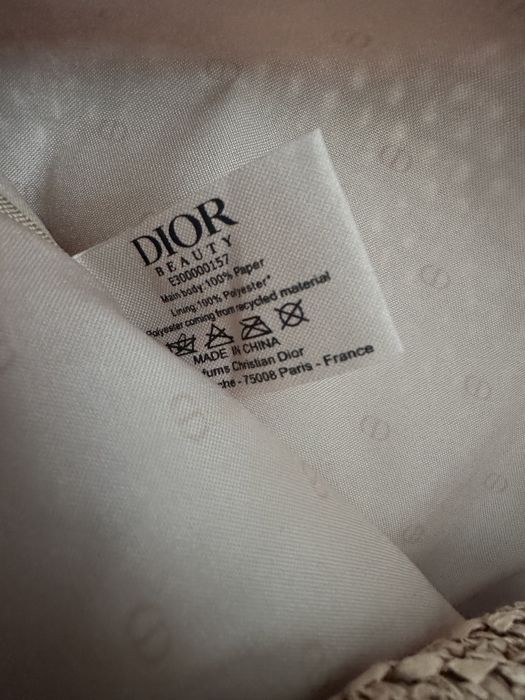 DIOR
BEAUTY
E300000157
Main body:100% Paper
Lining:100% Polyester*
Polyester coming from recycled material
MADE IN CHINA
fums Christian Dior
che - 75008 Paris - France